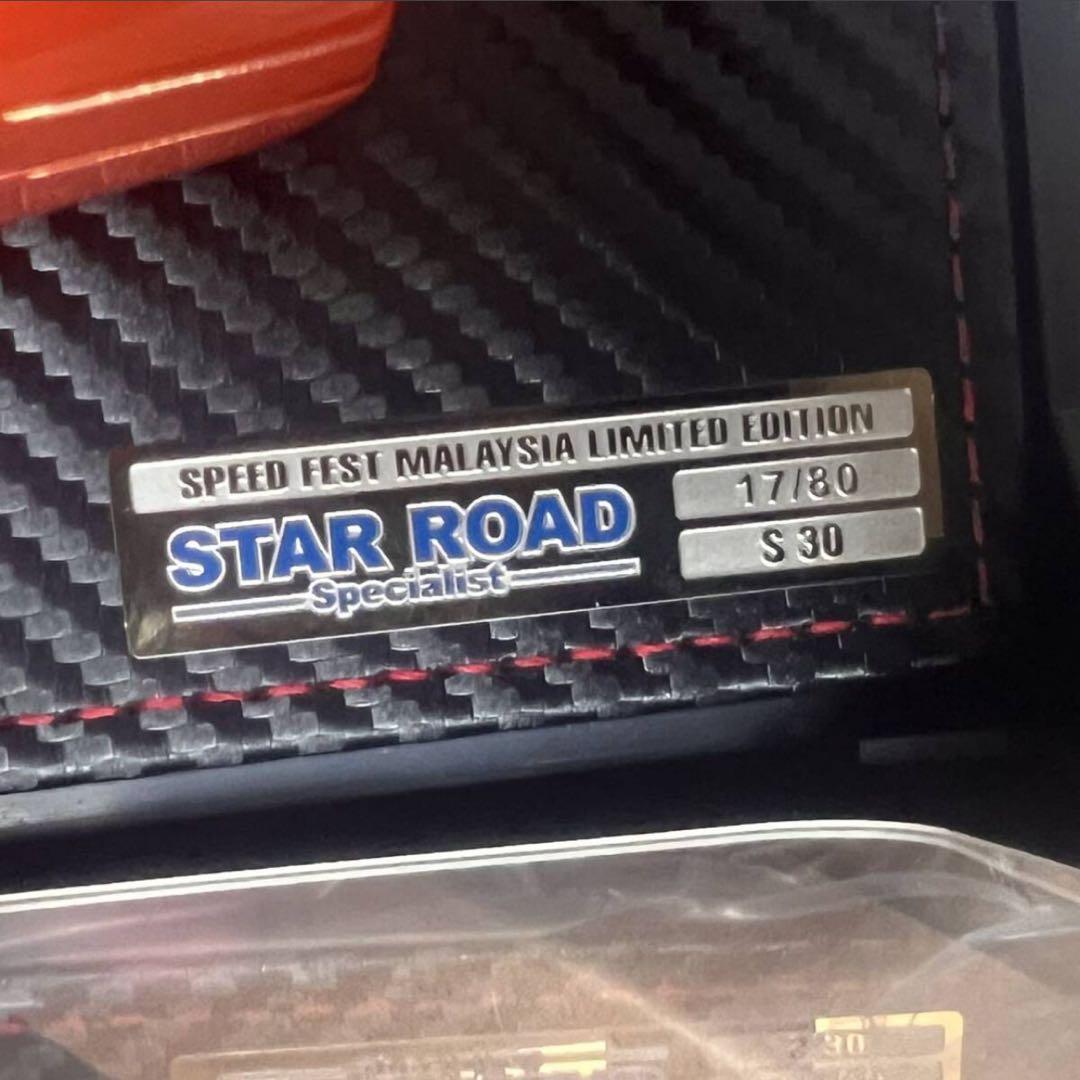 SPEED FEST MALAYSIA LIMITED EDITION
STAR ROAD
Specialist
17/80
S 30